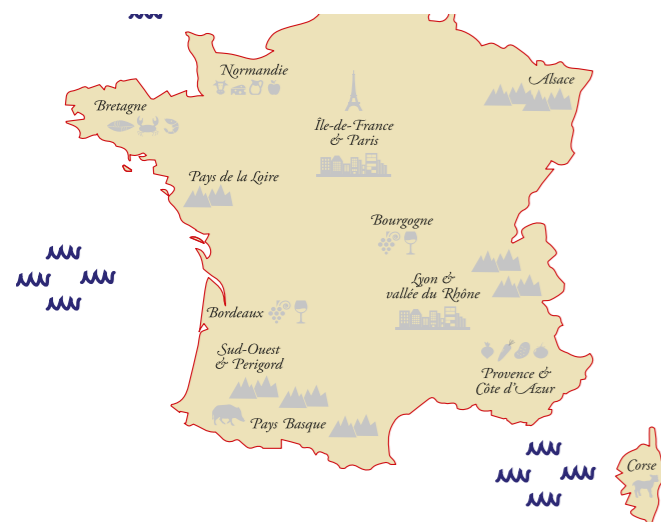 Normandie
Alsace
Bretagne
Île-de-France
& Paris
Pays de la Loire
Bourgogne
Lyon &
vallée du Rhône
Bordeaux
Sud-Ouest
& Perigord
Provence &
Côte d'Azur
Pays Basque
Corse